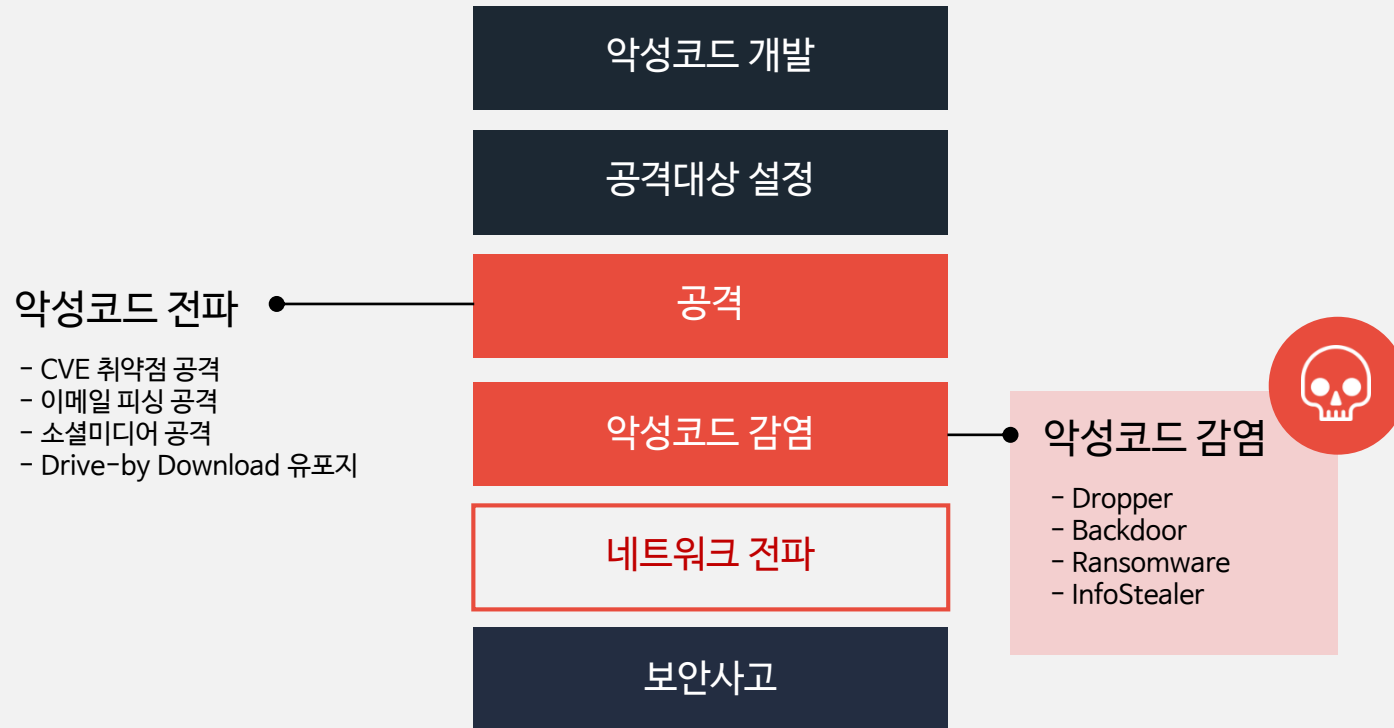 악성코드 개발
공격대상 설정
공격
악성코드 전파
- CVE 취약점 공격
- 이메일 피싱 공격
- 소셜미디어 공격
- Drive-by Download 유포지
악성코드 감염
악성코드 감염
- Dropper
- Backdoor
- Ransomware
- InfoStealer
네트워크 전파
보안사고